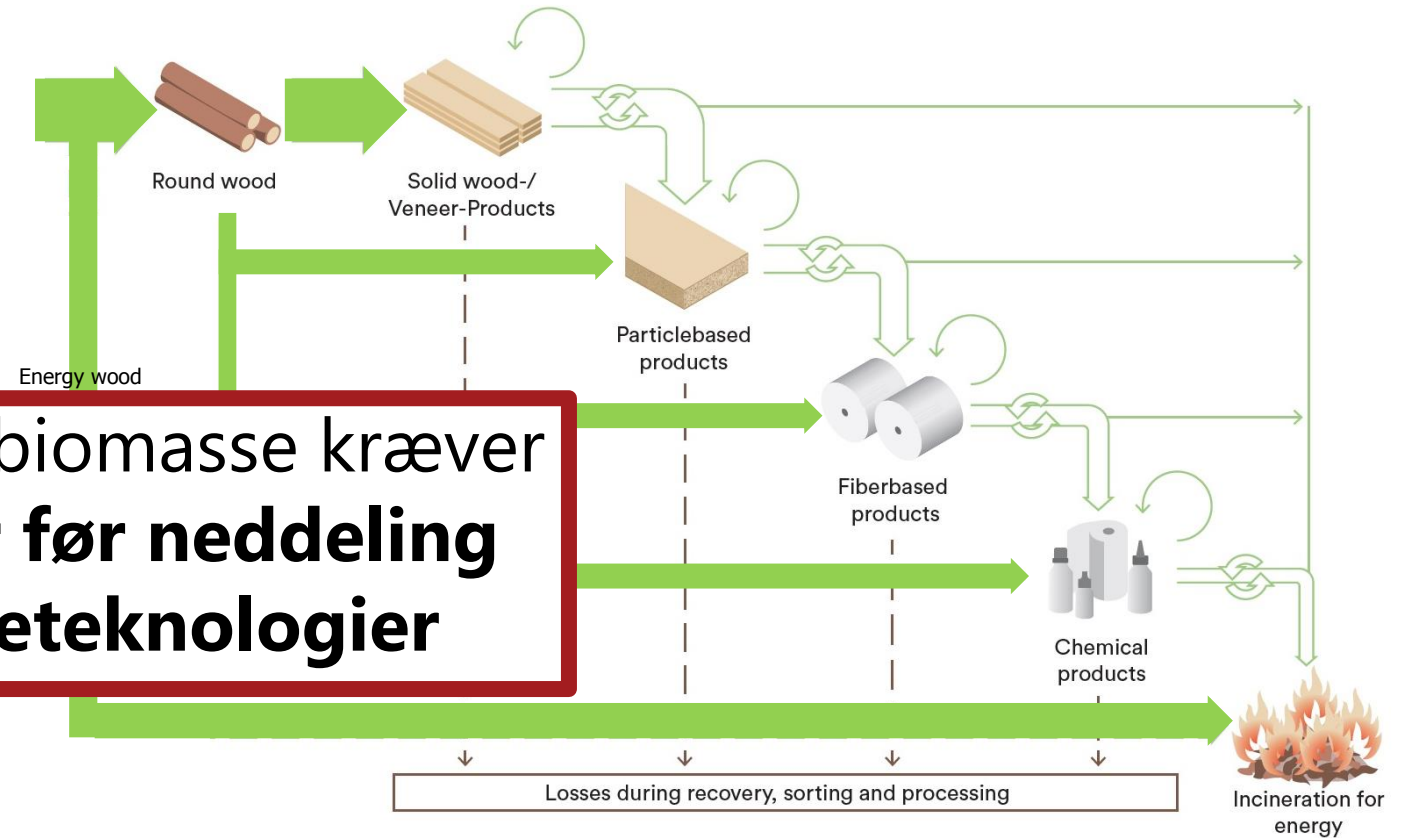 Round wood
Solid wood-/
Veneer-Products
Particlebased
products
Energy wood
biomasse kræver
før neddeling
Fiberbased
products
Chemical
products
Losses during recovery, sorting and processing
Incineration for
energy